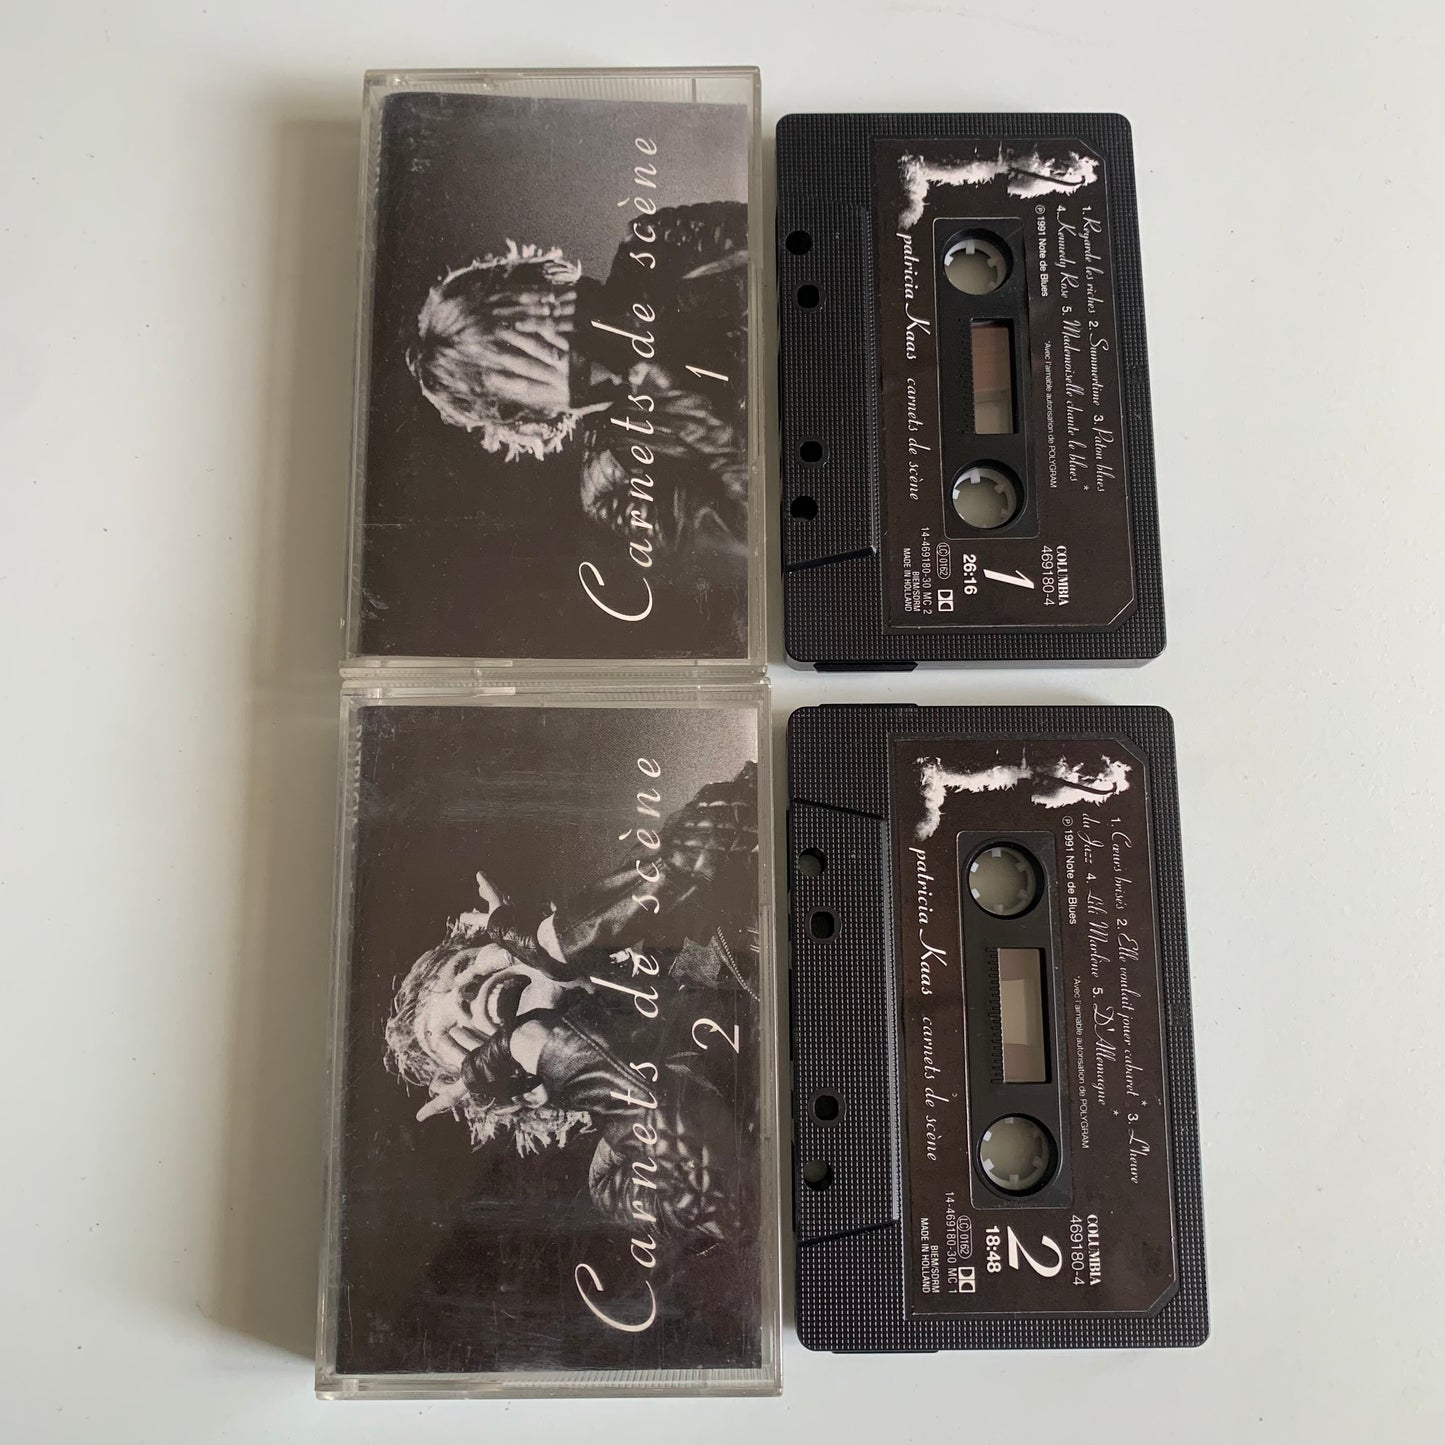 Carnets de scène
1
1. Regarde les riches 2. Summertime 3. Patou blues
4. Kennedy Rose 5. Mademoiselle chante le blues *
℗ 1991 Note de Blues
*Avec l'aimable autorisation de POLYGRAM
patricia Kaas carnets de scène
COLUMBIA
469180-4
1
26:16
LC 0162
14-469180-30 MC 2
BIEM/SDRM
MADE IN HOLLAND
Carnets de scène
2
1. Cœurs brisés 2. Elle voulait jouer cabaret * 3. L'heure
du Jazz 4. Lili Marlène 5. D'Allemagne *
℗ 1991 Note de Blues
*Avec l'aimable autorisation de POLYGRAM
patricia Kaas carnets de scène
COLUMBIA
469180-4
2
18:48
LC 0162
14-469180-30 MC 1
BIEM/SDRM
MADE IN HOLLAND